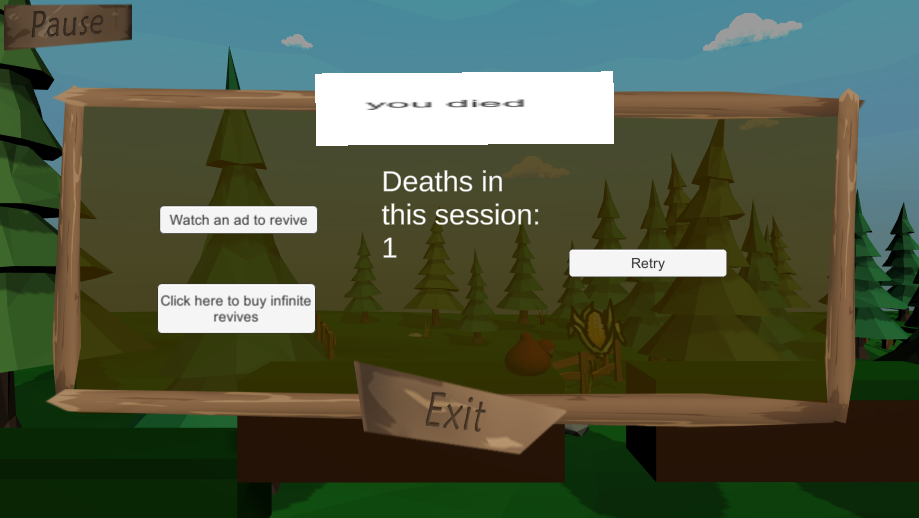 Pause
you died
Deaths in
this session:
1
Watch an ad to revive
Retry
Click here to buy infinite
revives
Exit